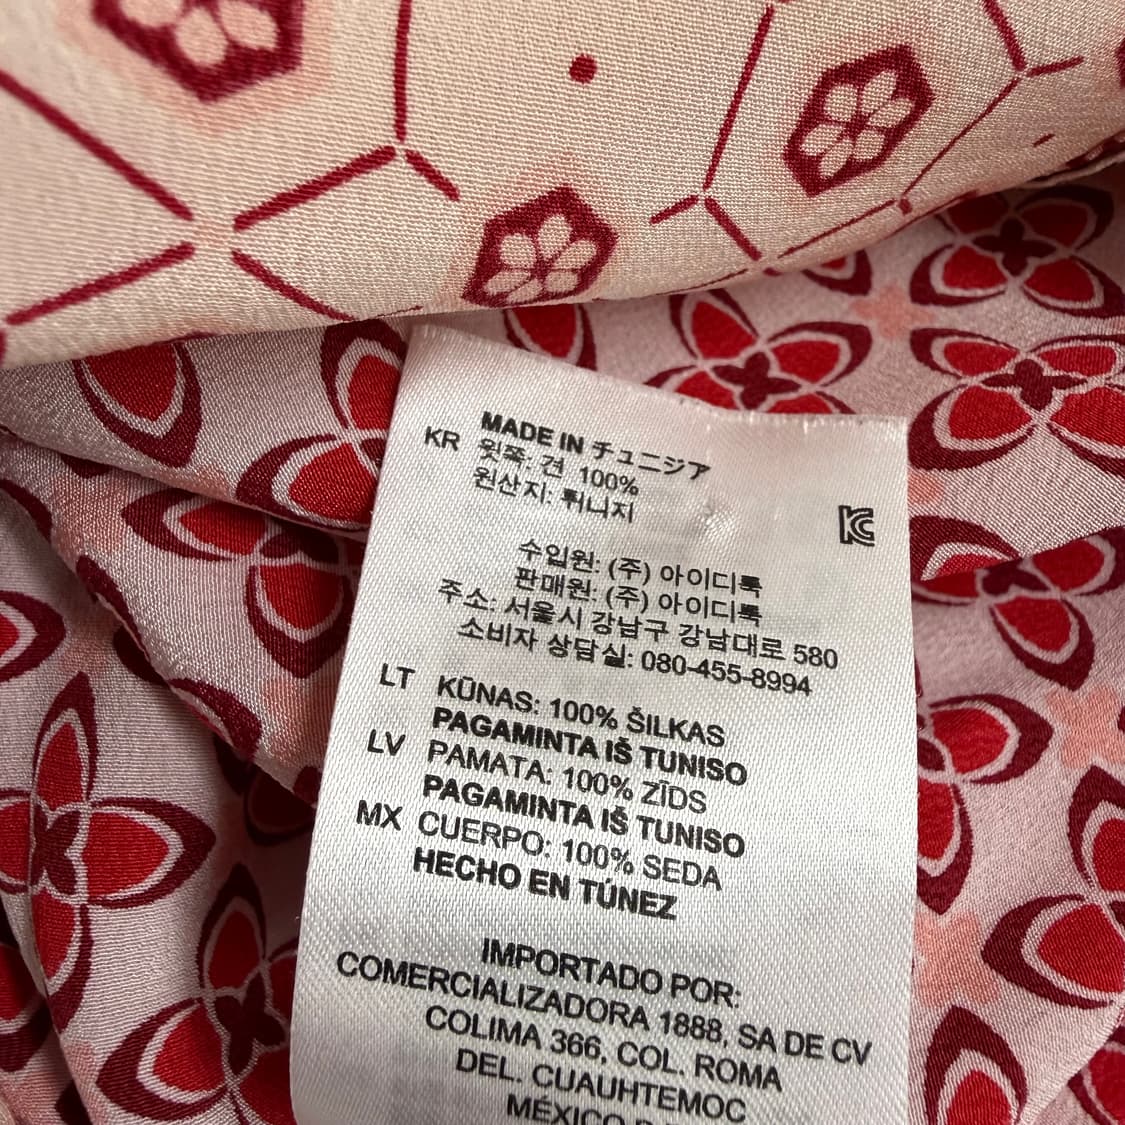 MADE IN チュニジア
KR 윗쪽: 견 100%
원산지: 튀니지
KC
수입원: (주) 아이디룩
판매원: (주) 아이디룩
주소: 서울시 강남구 강남대로 580
소비자 상담실: 080-455-8994
LT KŪNAS: 100% ŠILKAS
PAGAMINTA IŠ TUNISO
LV PAMATA: 100% ZĪDS
PAGAMINTA IŠ TUNISO
MX CUERPO: 100% SEDA
HECHO EN TÚNEZ
IMPORTADO POR:
COMERCIALIZADORA 1888, SA DE CV
COLIMA 366, COL. ROMA
DEL. CUAUHTEMOC
MÉXICO